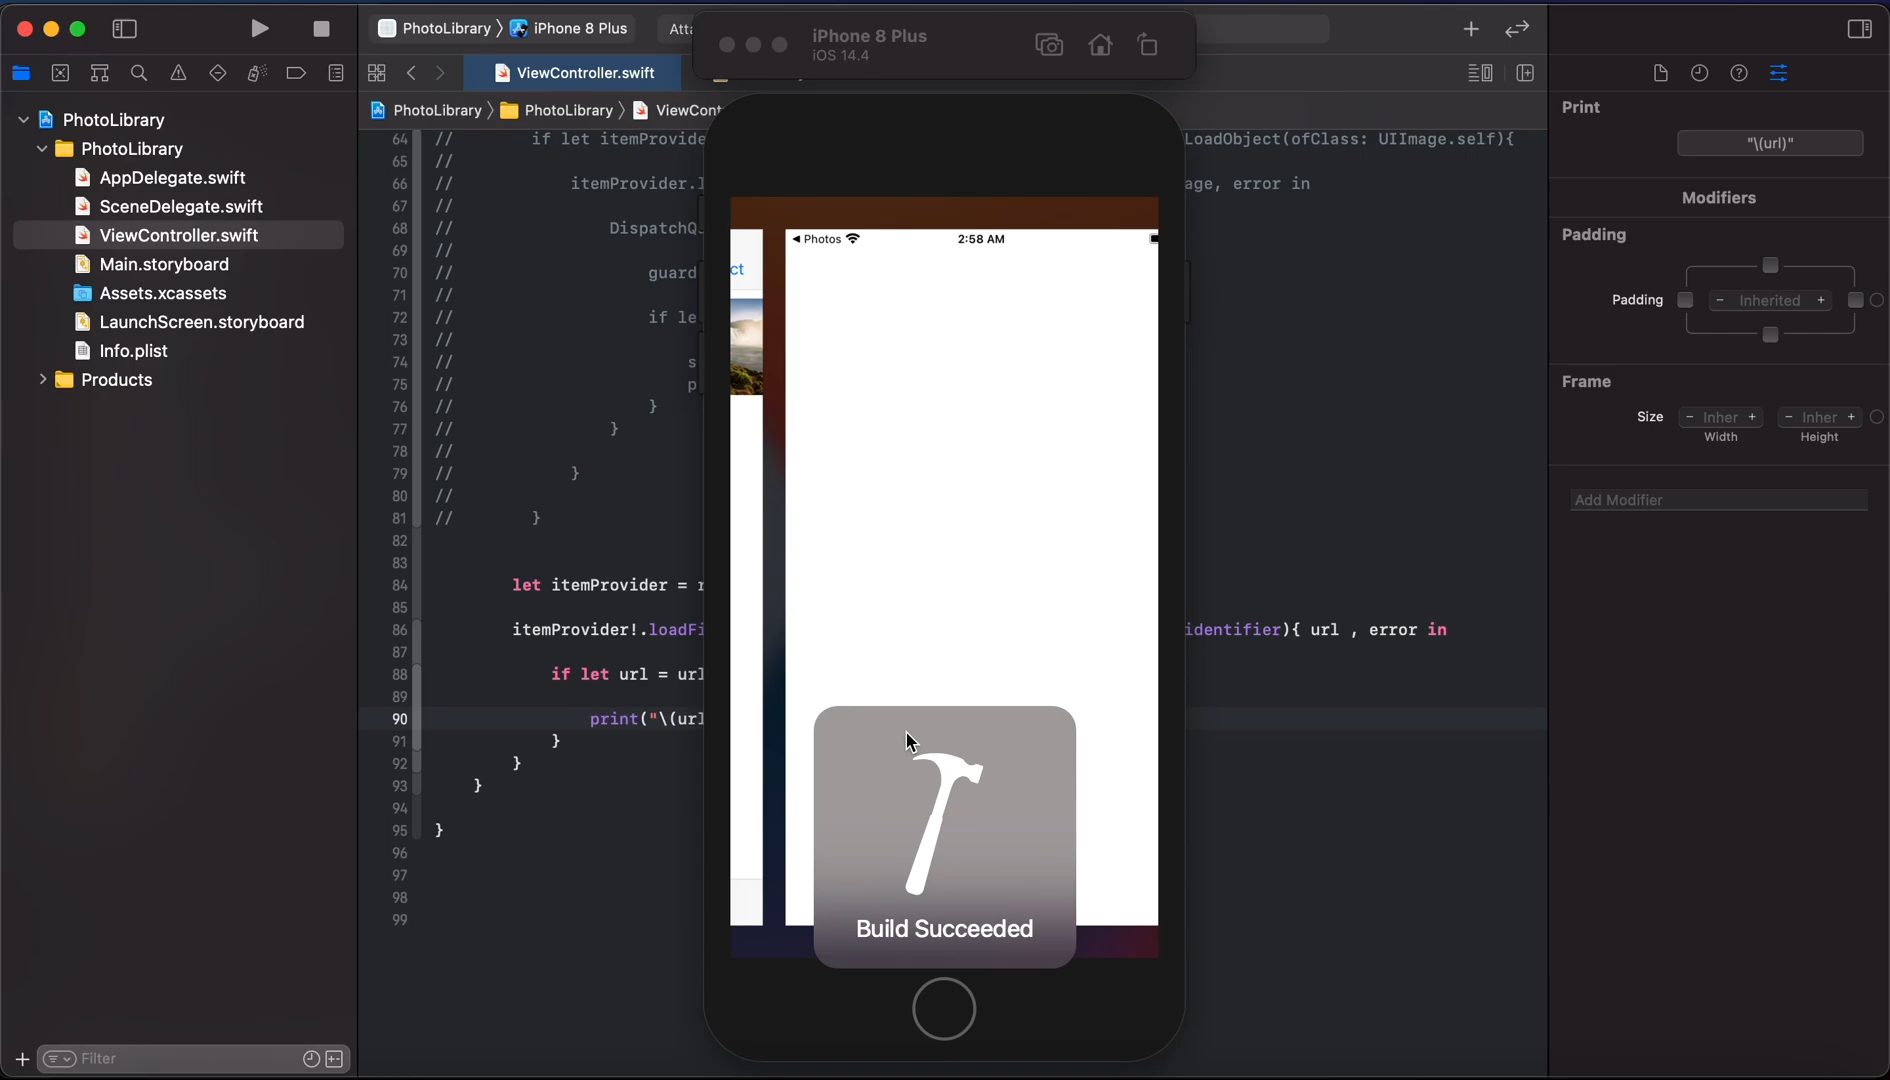 PhotoLibrary
iPhone 8 Plus
Atta
iPhone 8 Plus
iOS 14.4
ViewController.swift
PhotoLibrary
PhotoLibrary
ViewCont
PhotoLibrary
PhotoLibrary
AppDelegate.swift
SceneDelegate.swift
ViewController.swift
Main.storyboard
Assets.xcassets
LaunchScreen.storyboard
Info.plist
Products
Filter
64 // if let itemProvide LoadObject(ofClass: UIImage.self){
65 //
66 // itemProvider.l age, error in
67 //
68 // DispatchQu
69 //
70 // guard
71 //
72 // if le
73 //
74 // s
75 // p
76 // }
77 // }
78 //
79 // }
80 //
81 // }
82
83
84 let itemProvider = r
85
86 itemProvider!.loadFi identifier){ url , error in
87
88 if let url = url
89
90 print("\(url
91 }
92 }
93 }
94
95 }
96
97
98
99
◀ Photos
2:58 AM
ct
Build Succeeded
Print
"\(url)"
Modifiers
Padding
Padding
− Inherited +
Frame
Size
− Inher +
− Inher +
Width
Height
Add Modifier